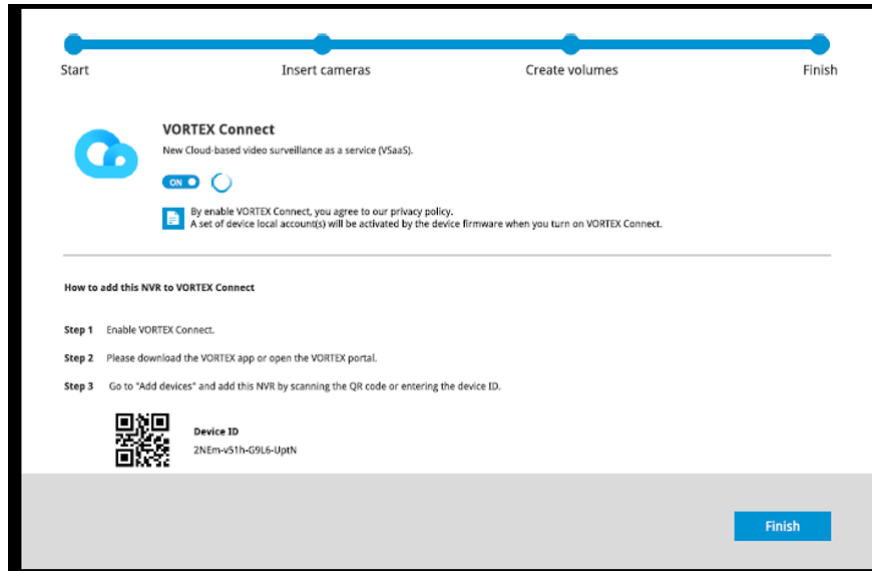 Start
Insert cameras
Create volumes
Finish
VORTEX Connect
New Cloud-based video surveillance as a service (VSaaS).
ON
By enable VORTEX Connect, you agree to our privacy policy.
A set of device local account(s) will be activated by the device firmware when you turn on VORTEX Connect.
How to add this NVR to VORTEX Connect
Step 1 Enable VORTEX Connect.
Step 2 Please download the VORTEX app or open the VORTEX portal.
Step 3 Go to "Add devices" and add this NVR by scanning the QR code or entering the device ID.
Device ID
2NEm-v51h-G9L6-UptN
Finish